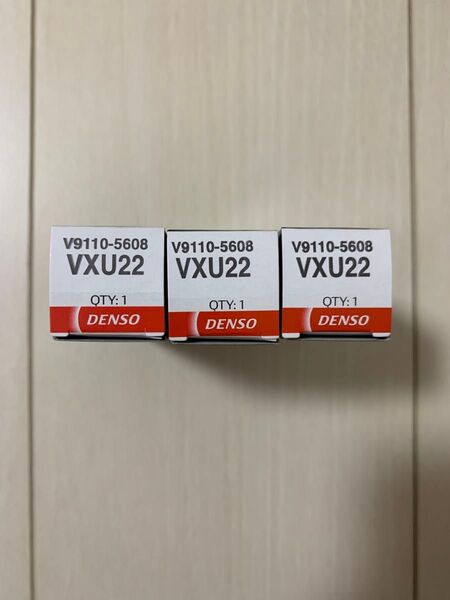 V9110-5608
VXU22
QTY: 1
DENSO
V9110-5608
VXU22
QTY: 1
DENSO
V9110-5608
VXU22
QTY: 1
DENSO